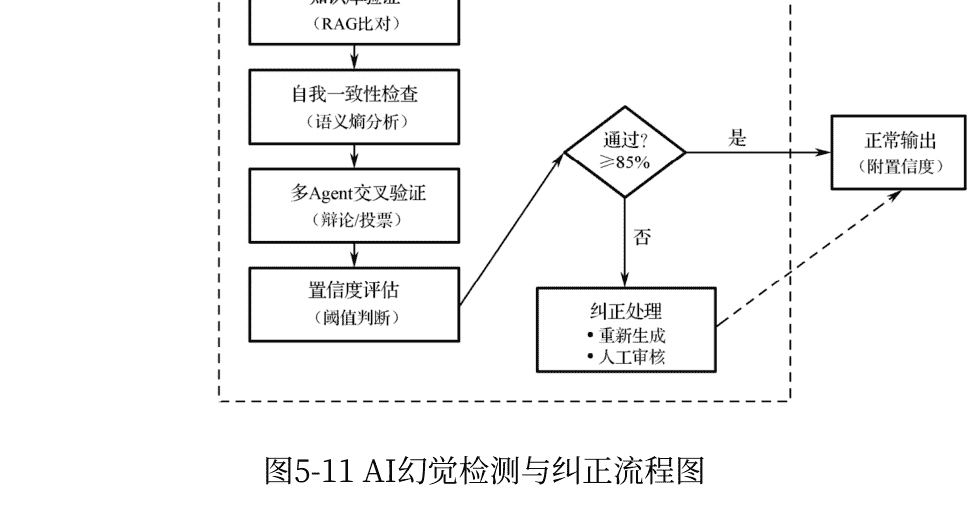 （RAG比对）
自我一致性检查
（语义熵分析）
多Agent交叉验证
（辩论/投票）
置信度评估
（阈值判断）
通过?
≥85%
是
否
正常输出
（附置信度）
纠正处理
•重新生成
•人工审核
图5-11 AI幻觉检测与纠正流程图